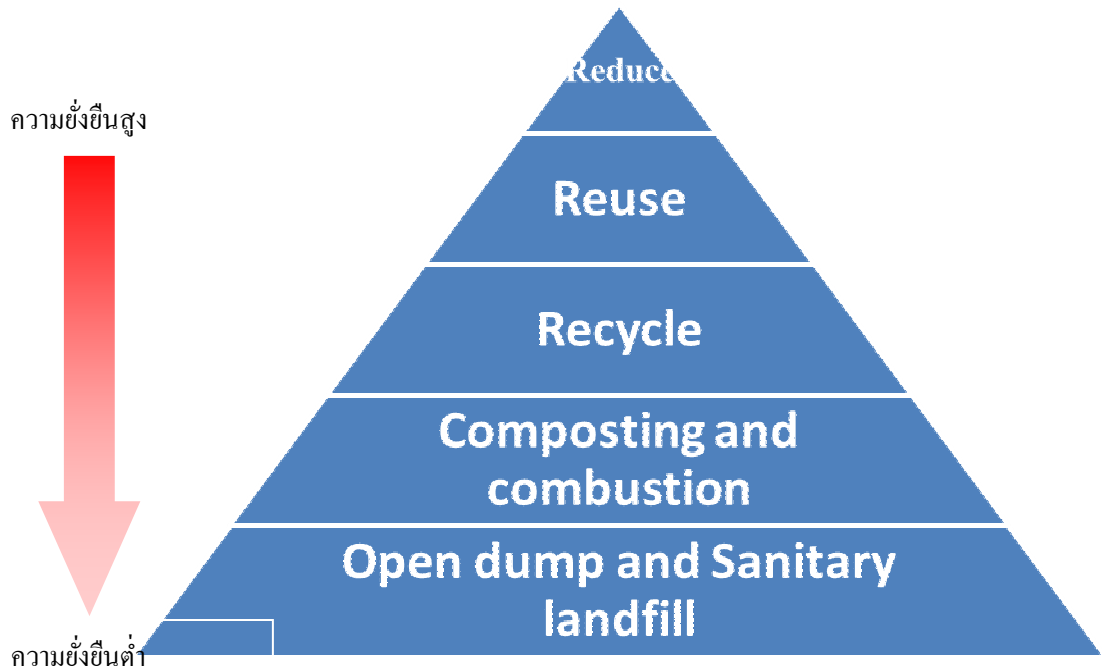 Reduce
ความยั่งยืนสูง
Reuse
Recycle
Composting and
combustion
Open dump and Sanitary
landfill
ความยั่งยืนต่ำ